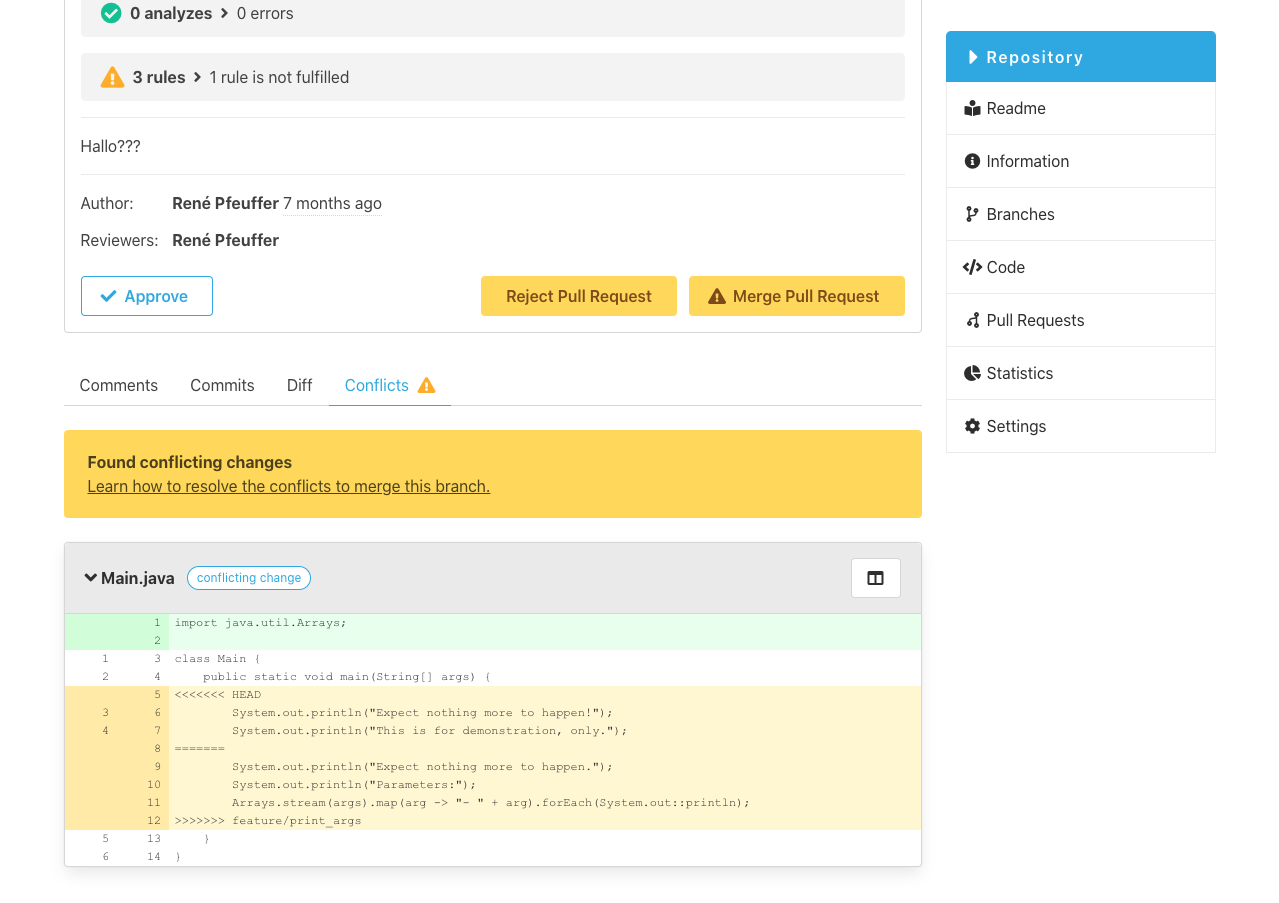 0 analyzes > 0 errors
3 rules > 1 rule is not fulfilled
Hallo???
Author: René Pfeuffer 7 months ago
Reviewers: René Pfeuffer
Approve
Reject Pull Request
Merge Pull Request
Comments Commits Diff Conflicts
Found conflicting changes
Learn how to resolve the conflicts to merge this branch.
Main.java conflicting change
1 import java.util.Arrays;
2
1 3 class Main {
2 4     public static void main(String[] args) {
5 <<<<<<< HEAD
3 6         System.out.println("Expect nothing more to happen!");
4 7         System.out.println("This is for demonstration, only.");
8 =======
9         System.out.println("Expect nothing more to happen.");
10         System.out.println("Parameters:");
11         Arrays.stream(args).map(arg -> "- " + arg).forEach(System.out::println);
12 >>>>>>> feature/print_args
5 13     }
6 14 }
Repository
Readme
Information
Branches
Code
Pull Requests
Statistics
Settings